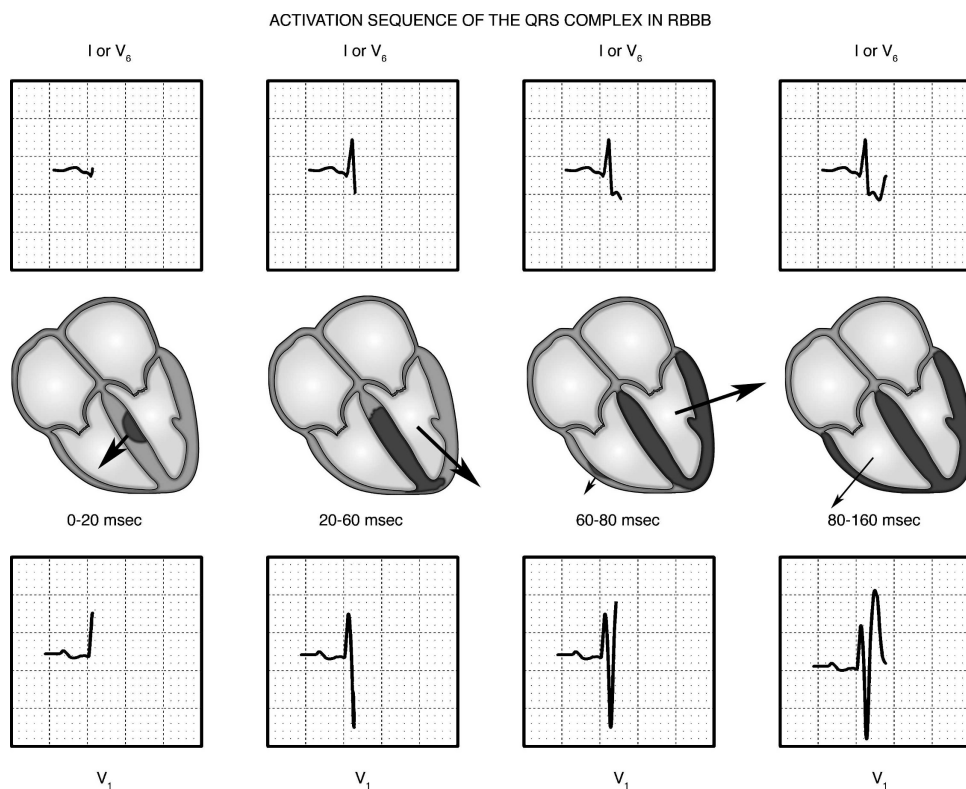 ACTIVATION SEQUENCE OF THE QRS COMPLEX IN RBBB
I or V6 I or V6 I or V6 I or V6
0-20 msec 20-60 msec 60-80 msec 80-160 msec
V1 V1 V1 V1